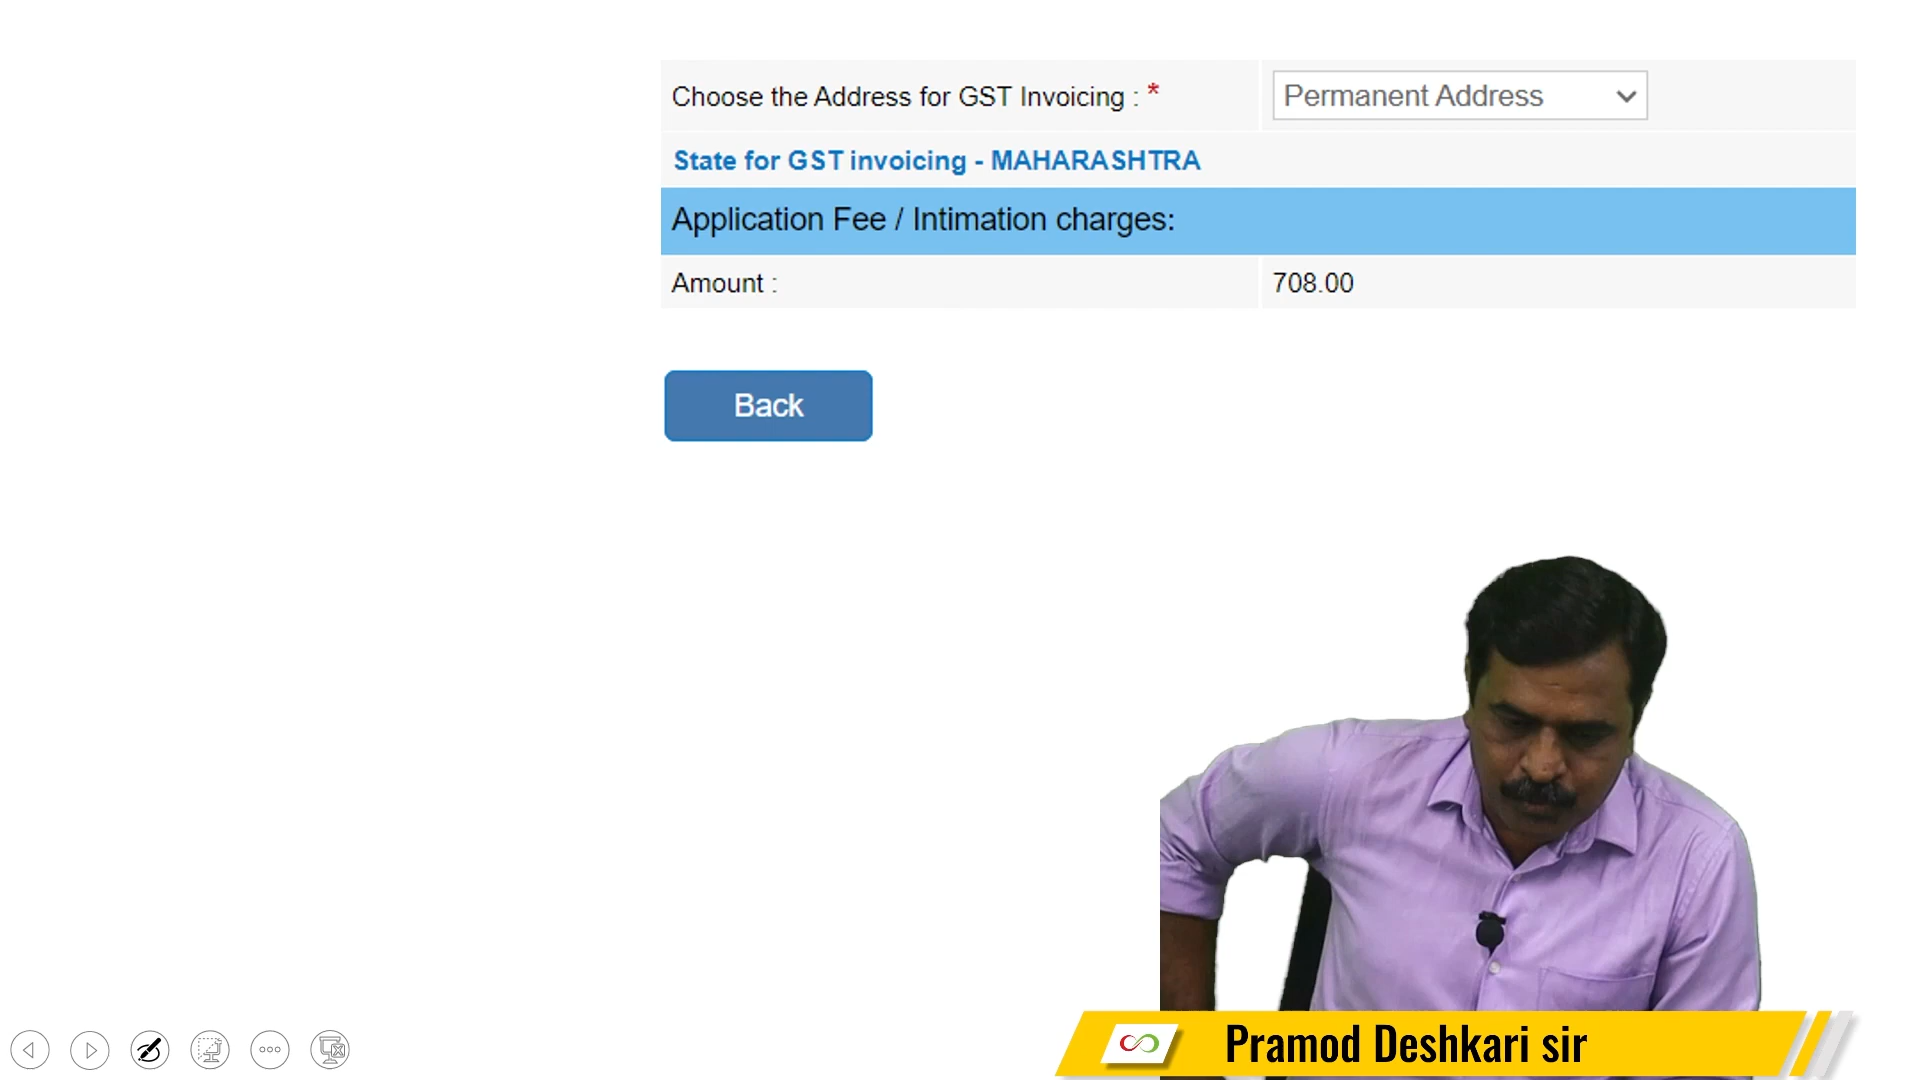 Choose the Address for GST Invoicing : * Permanent Address
State for GST invoicing - MAHARASHTRA
Application Fee / Intimation charges:
Amount : 708.00
Back
Pramod Deshkari sir